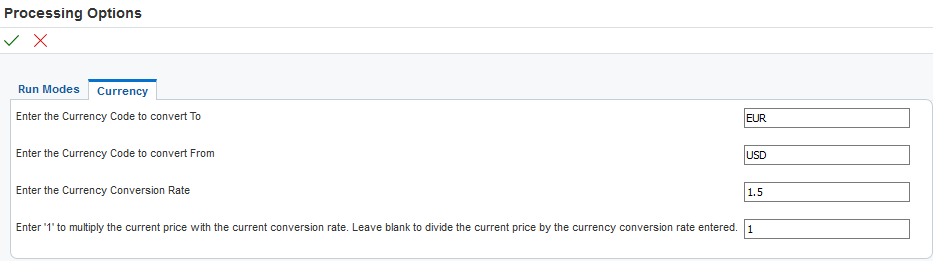 Processing Options
Run Modes Currency
Enter the Currency Code to convert To EUR
Enter the Currency Code to convert From USD
Enter the Currency Conversion Rate 1.5
Enter '1' to multiply the current price with the current conversion rate. Leave blank to divide the current price by the currency conversion rate entered. 1